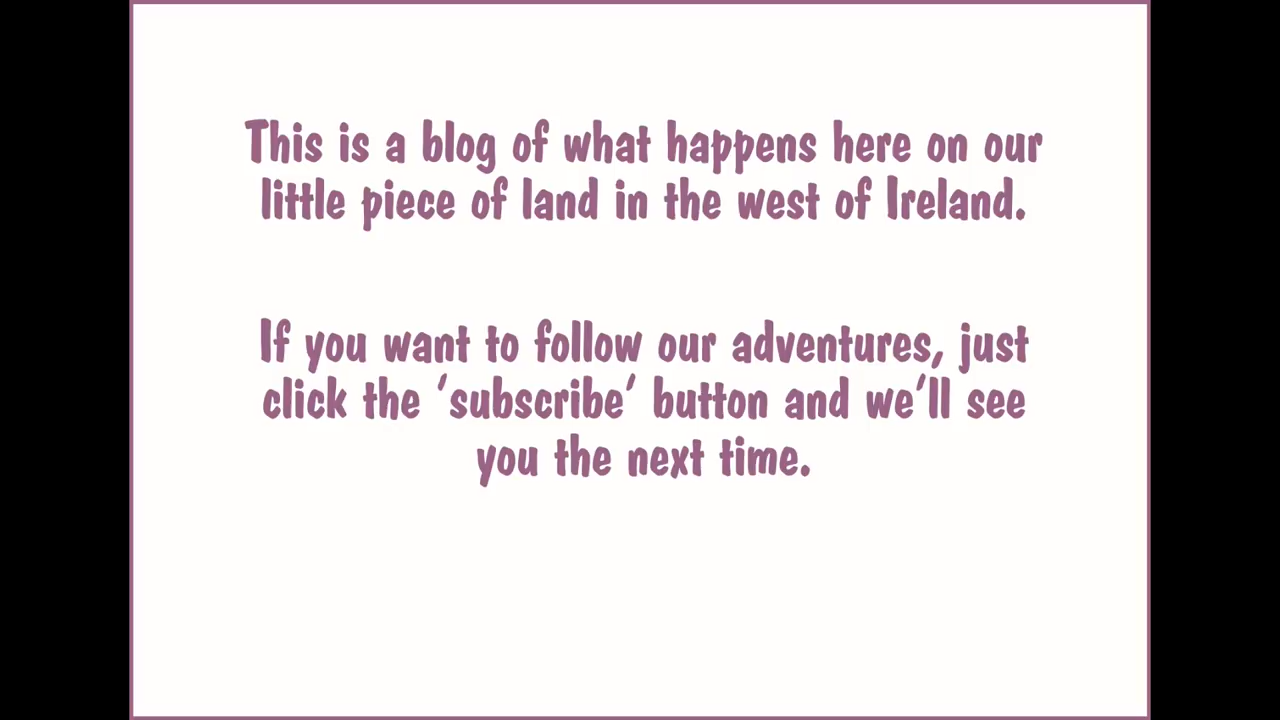 This is a blog of what happens here on our
little piece of land in the west of Ireland.
If you want to follow our adventures, just
click the ‘subscribe’ button and we’ll see
you the next time.